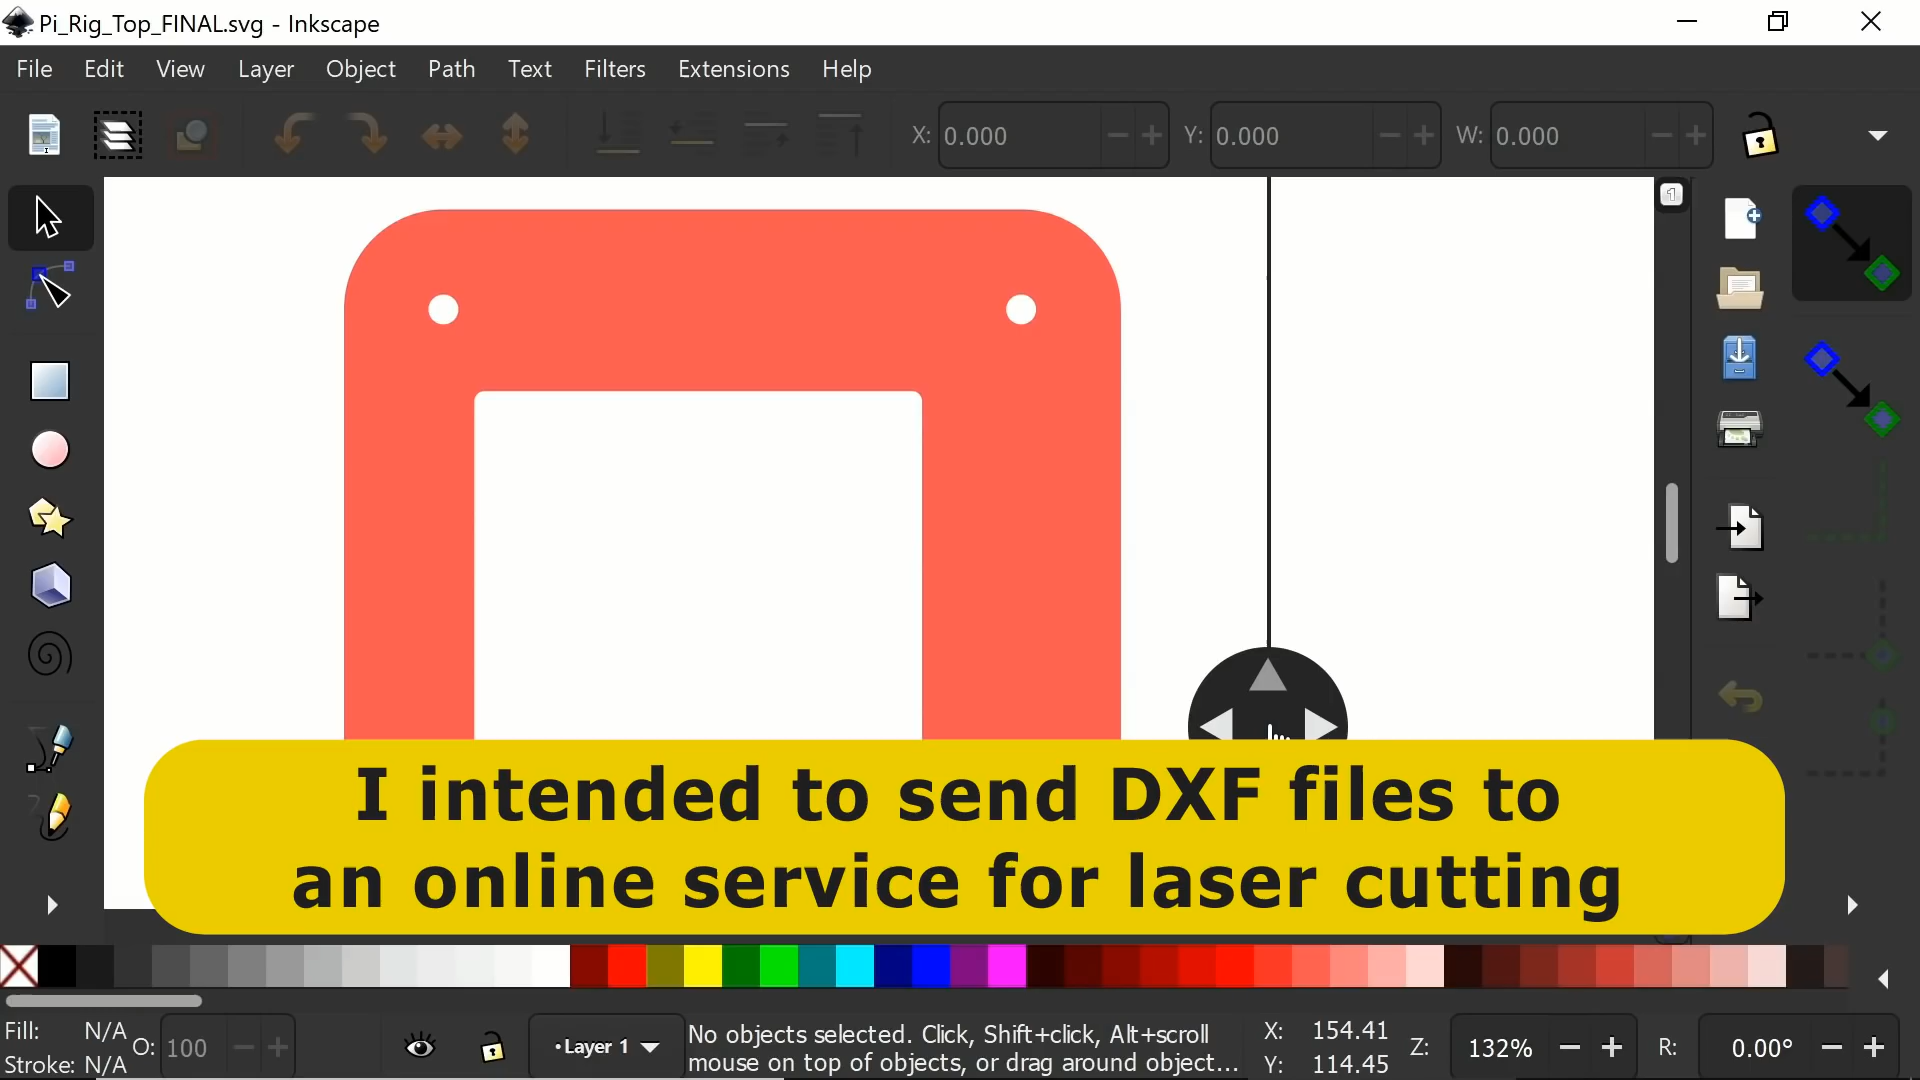 Pi_Rig_Top_FINAL.svg - Inkscape
File Edit View Layer Object Path Text Filters Extensions Help
X: 0.000 Y: 0.000 W: 0.000
1
I intended to send DXF files to
an online service for laser cutting
Fill: N/A
Stroke: N/A
O: 100
•Layer 1
No objects selected. Click, Shift+click, Alt+scroll
mouse on top of objects, or drag around object...
X: 154.41
Y: 114.45
Z: 132%
R: 0.00°